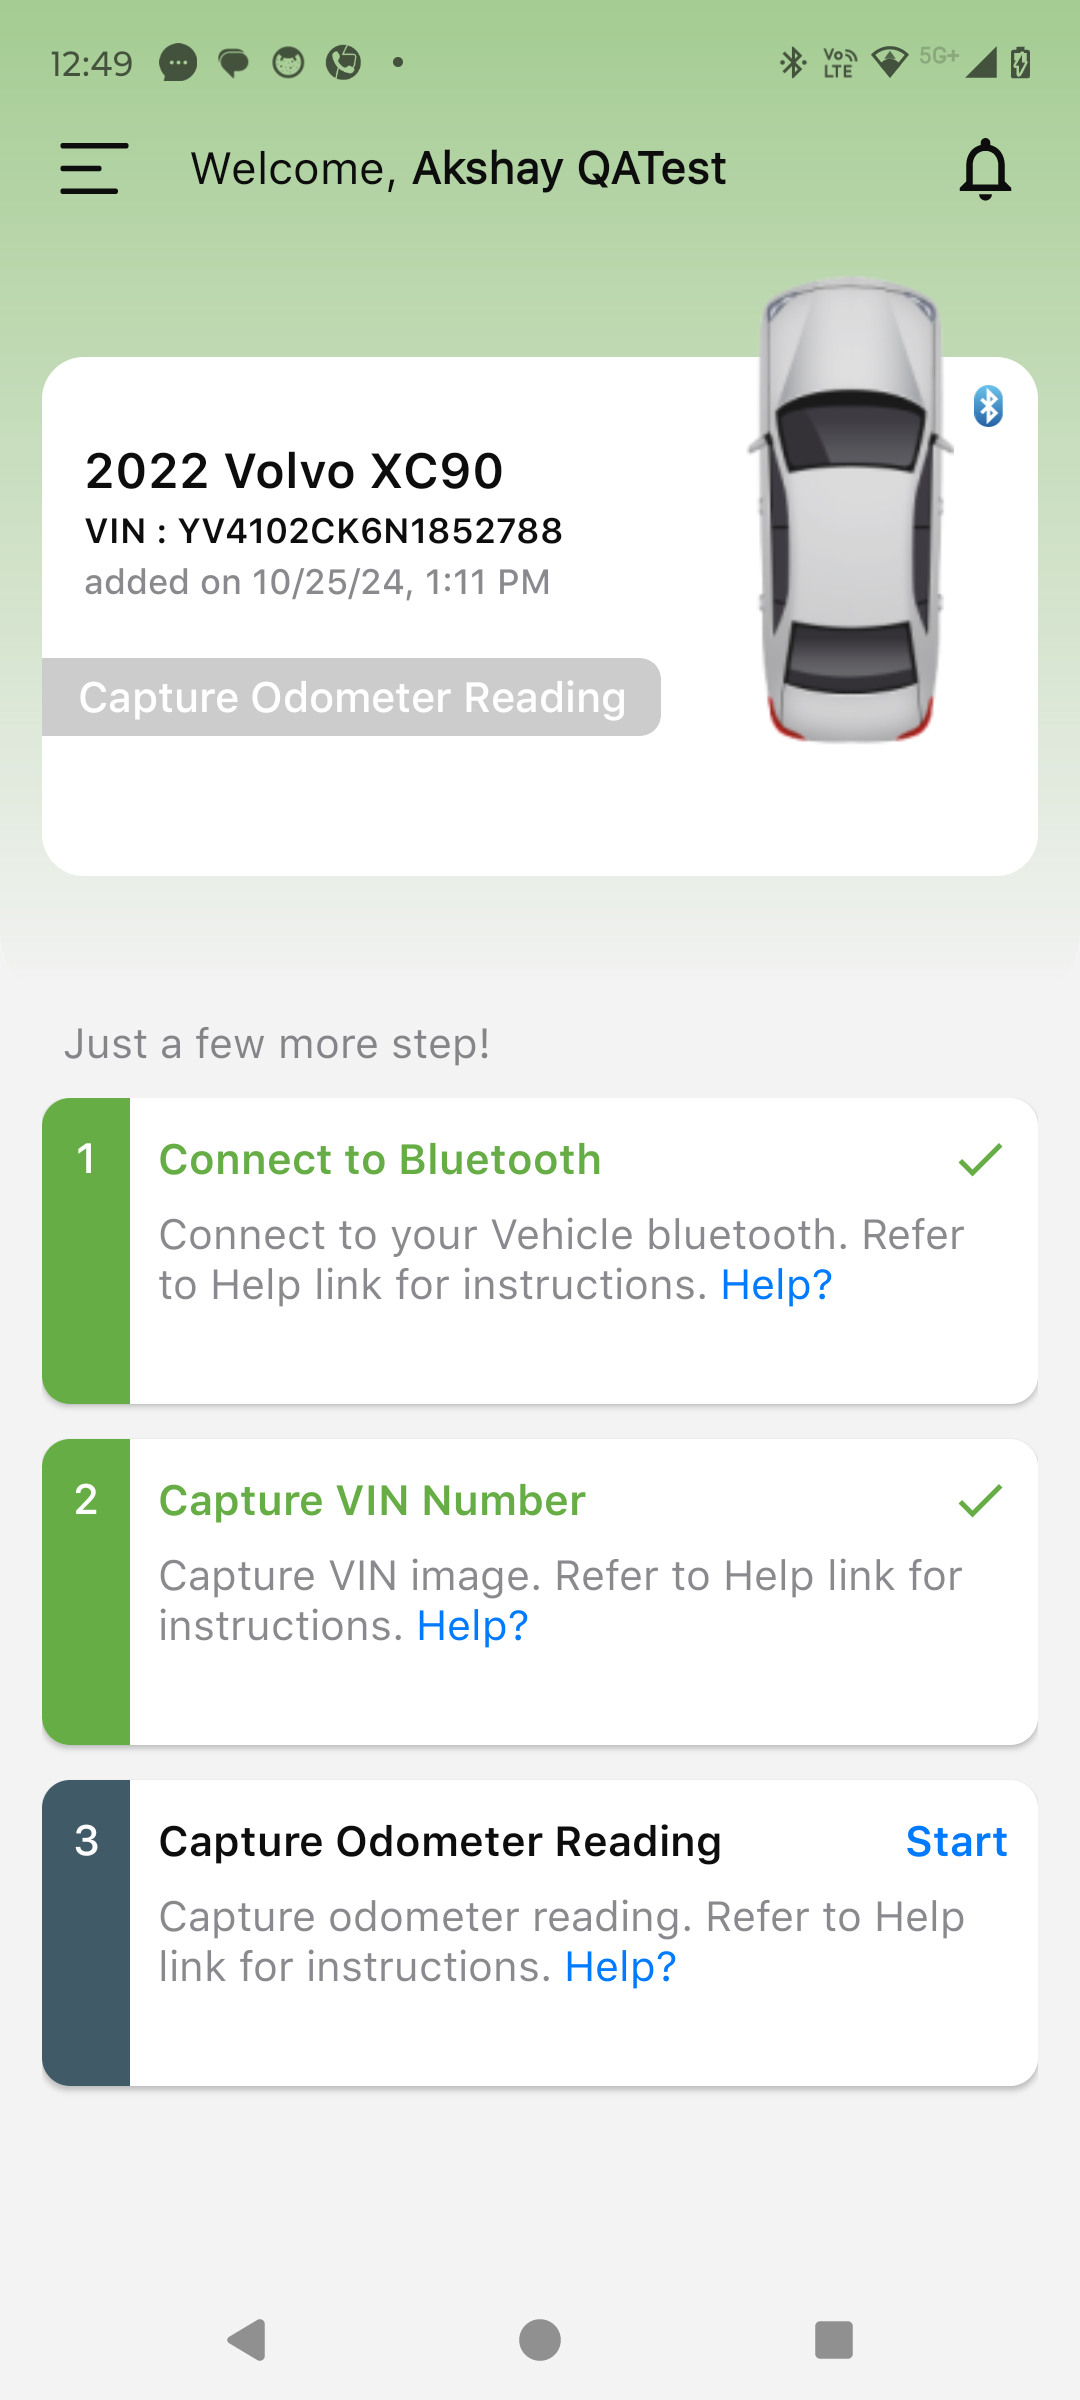 12:49
Vo LTE 5G+
Welcome, Akshay QATest
2022 Volvo XC90
VIN : YV4102CK6N1852788
added on 10/25/24, 1:11 PM
Capture Odometer Reading
Just a few more step!
1 Connect to Bluetooth
Connect to your Vehicle bluetooth. Refer
to Help link for instructions. Help?
2 Capture VIN Number
Capture VIN image. Refer to Help link for
instructions. Help?
3 Capture Odometer Reading Start
Capture odometer reading. Refer to Help
link for instructions. Help?